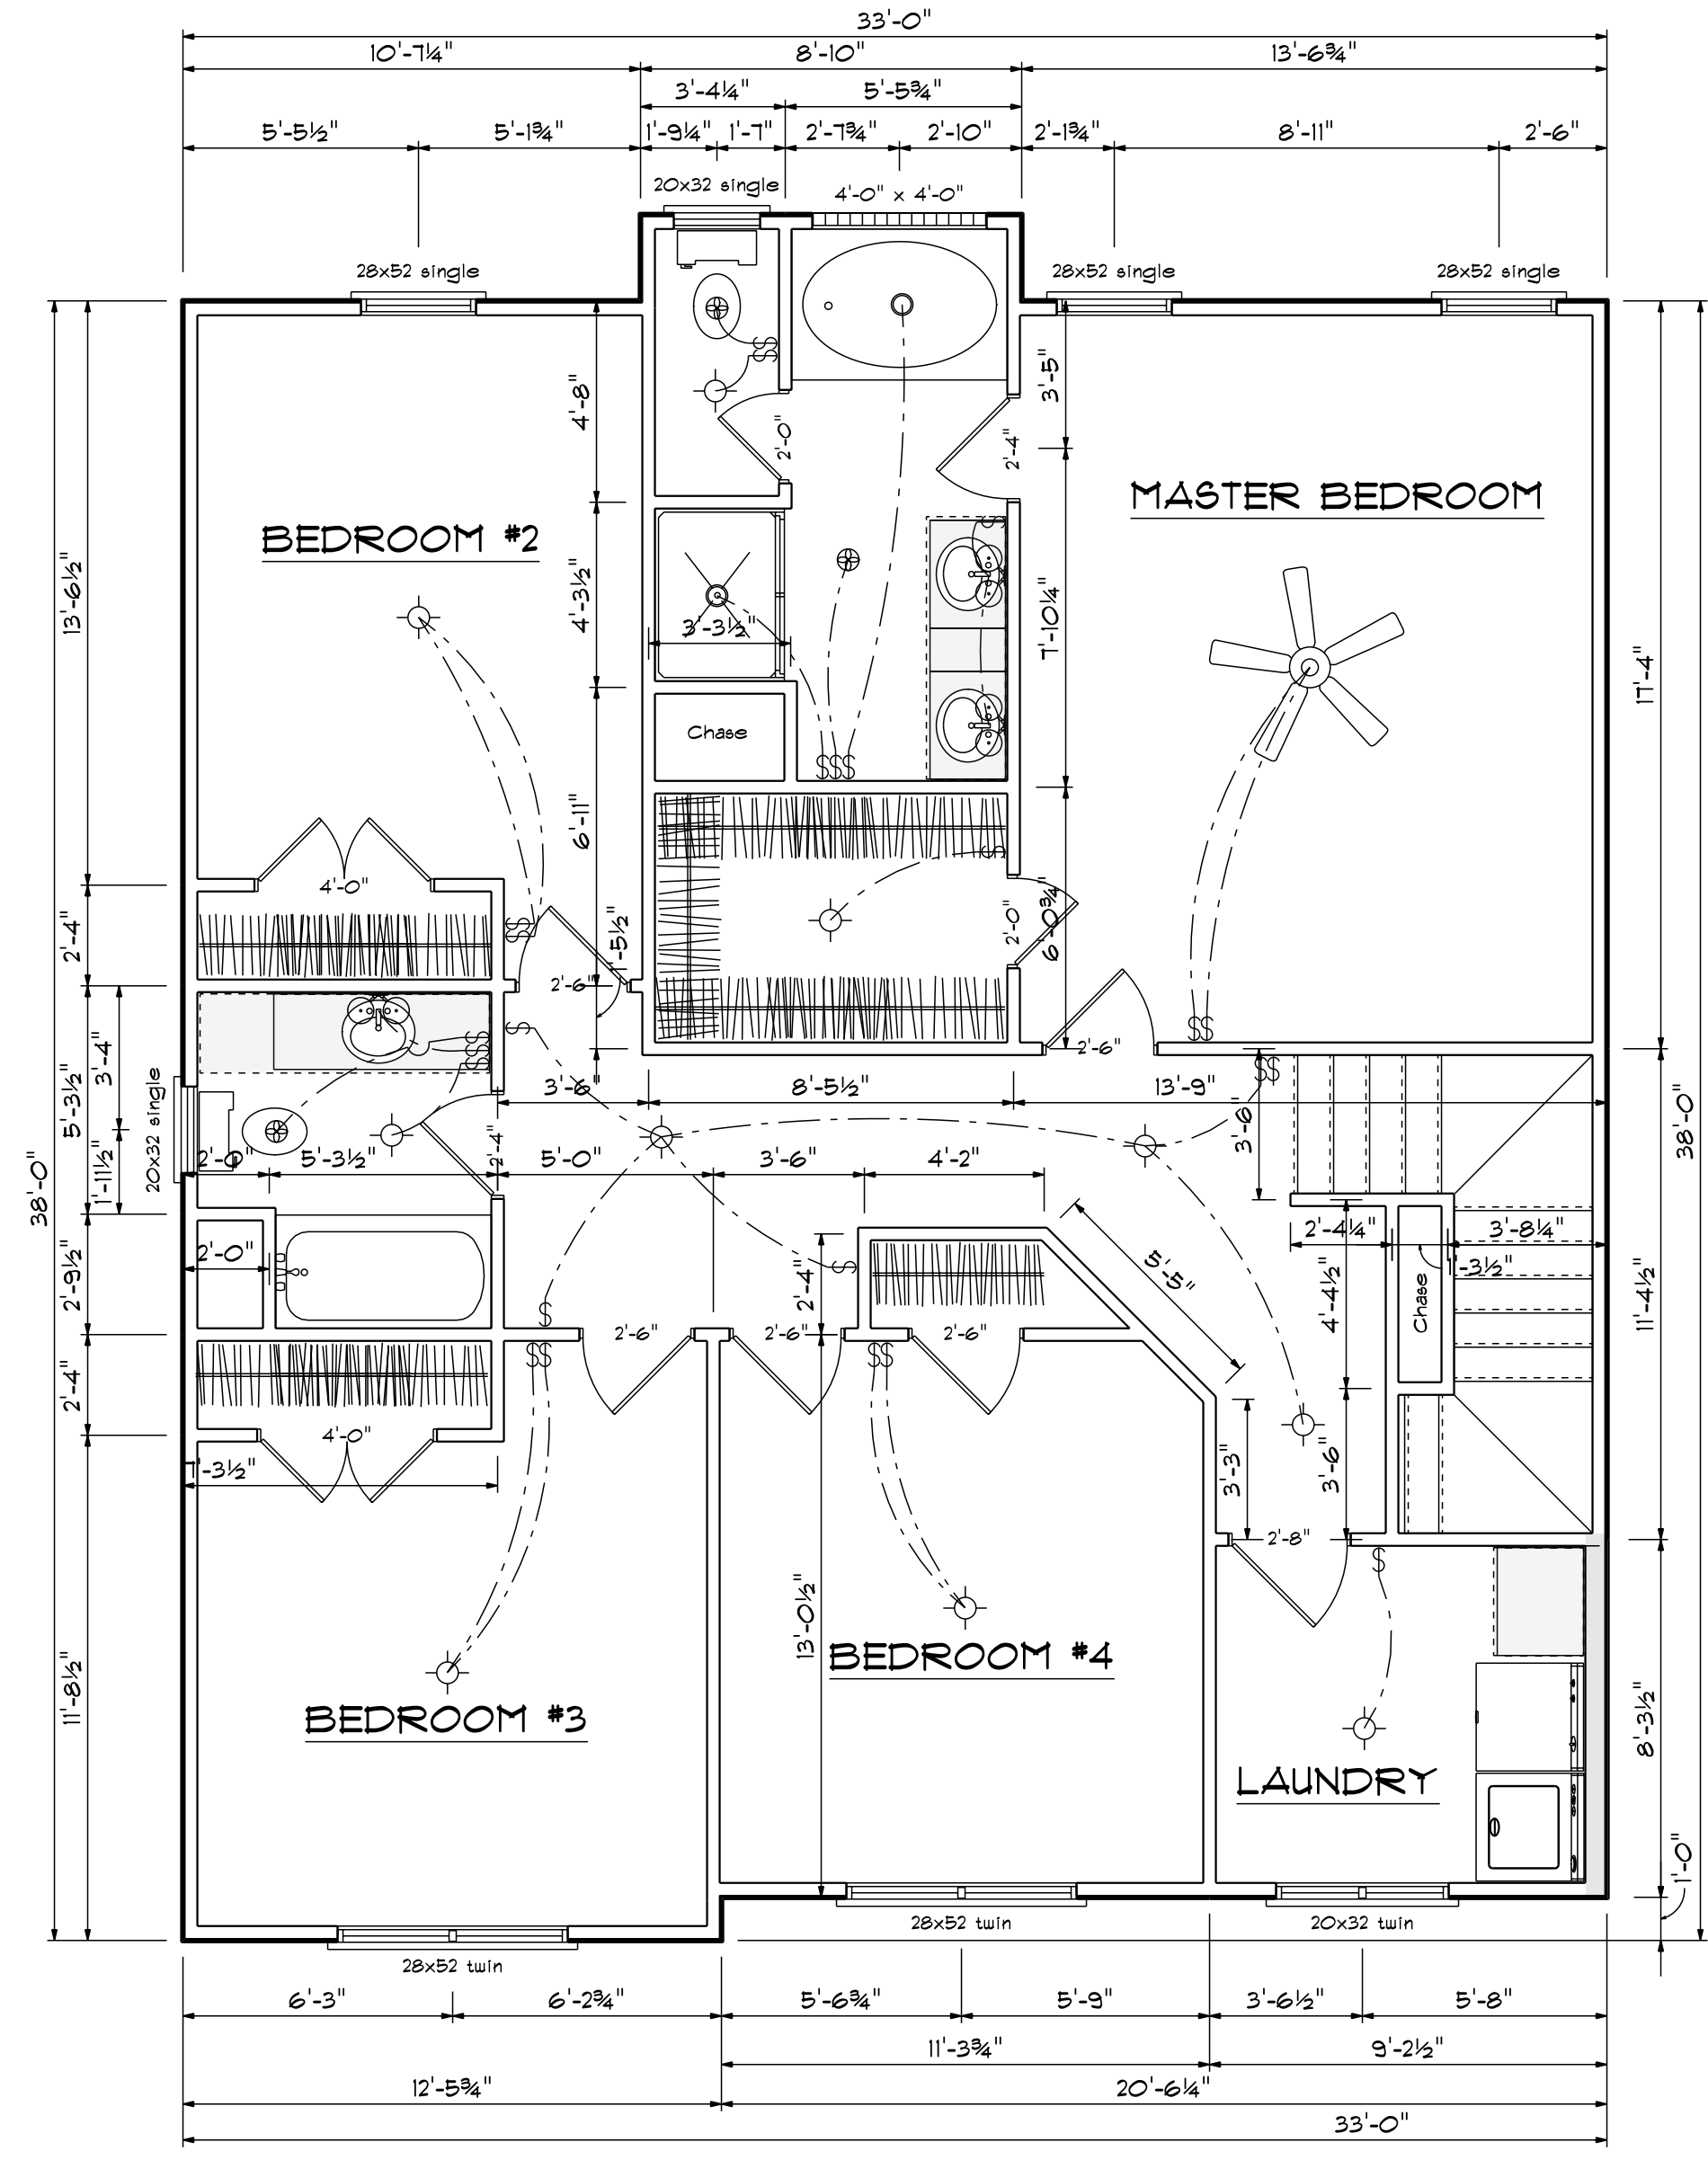 33'-0"
10'-7¼" 8'-10" 13'-6¾"
3'-4¼" 5'-5¾"
5'-5½" 5'-1¾" 1'-9¼" 1'-7" 2'-7¾" 2'-10" 2'-1¾" 8'-11" 2'-6"
20x32 single 4'-0" x 4'-0"
28x52 single 28x52 single 28x52 single
3'-5"
4'-8"
2'-0"
2'-4"
MASTER BEDROOM
BEDROOM #2
13'-6½"
4'-3½"
3'-3½"
7'-10¼"
17'-4"
Chase
6'-11"
4'-0"
2'-4"
2'-0"
6'-0¾"
2'-6"
2'-6"
3'-4"
5'-3½"
3'-6" 8'-5½" 13'-9"
20x32 single
38'-0"
3'-6"
38'-0"
2'-4"
1'-11½"
2'-0" 5'-3½" 5'-0" 3'-6" 4'-2"
2'-4¼" 3'-8¼"
2'-0"
5'-5"
2'-9½"
2'-4"
4'-4½"
Chase
11'-4½"
2'-6" 2'-6" 2'-6"
2'-4"
4'-0"
3'-3"
3'-6"
2'-8"
13'-0½"
BEDROOM #4
11'-8½"
BEDROOM #3
8'-3½"
LAUNDRY
1'-0"
28x52 twin 20x32 twin
28x52 twin
6'-3" 6'-2¾" 5'-6¾" 5'-9" 3'-6½" 5'-8"
11'-3¾" 9'-2½"
12'-5¾" 20'-6¼"
33'-0"